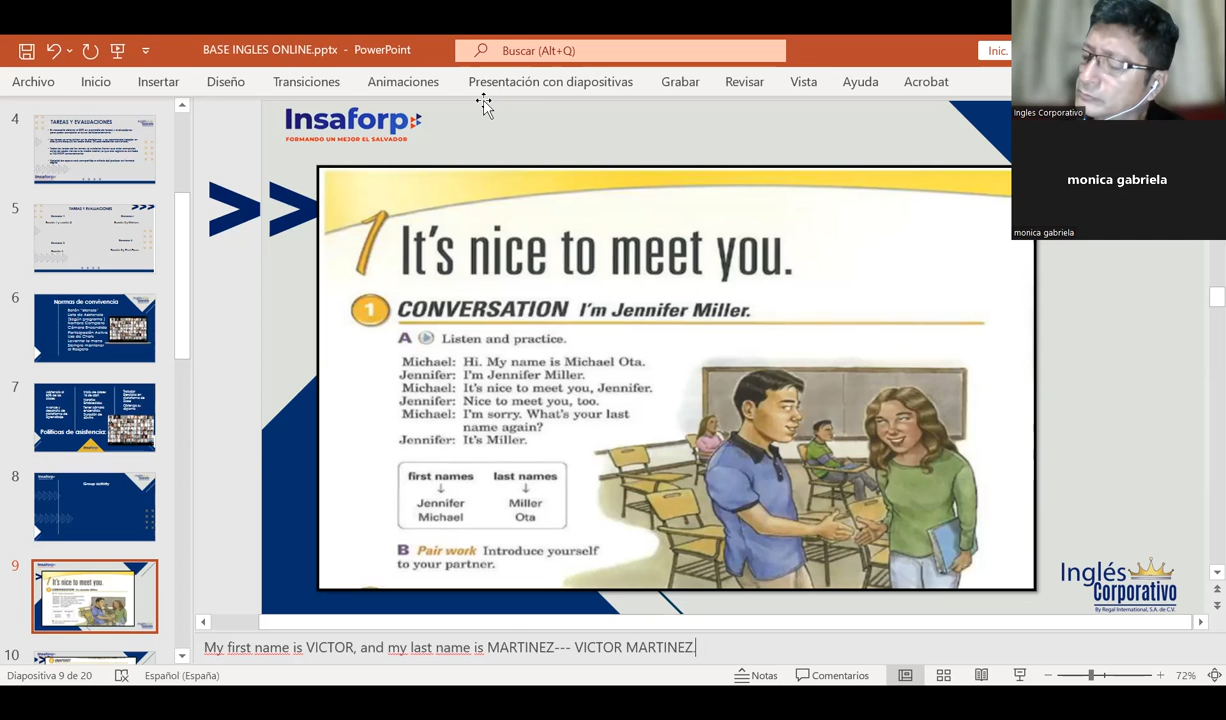 BASE INGLES ONLINE.pptx - PowerPoint
Buscar (Alt+Q)
Inic.
Archivo Inicio Insertar Diseño Transiciones Animaciones Presentación con diapositivas Grabar Revisar Vista Ayuda Acrobat
Ingles Corporativo
monica gabriela
monica gabriela
4
TAREAS Y EVALUACIONES
5
TAREAS Y EVALUACIONES
6
Normas de convivencia
7
Políticas de asistencia:
8
Group activity
9
It's nice to meet you.
10
Insaforp
FORMANDO UN MEJOR EL SALVADOR
1 It's nice to meet you.
1 CONVERSATION I'm Jennifer Miller.
A Listen and practice.
Michael: Hi. My name is Michael Ota.
Jennifer: I'm Jennifer Miller.
Michael: It's nice to meet you, Jennifer.
Jennifer: Nice to meet you, too.
Michael: I'm sorry. What's your last
name again?
Jennifer: It's Miller.
first names last names
Jennifer Miller
Michael Ota
B Pair work Introduce yourself
to your partner.
Inglés
Corporativo
By Regal International, S.A. de C.V.
My first name is VICTOR, and my last name is MARTINEZ--- VICTOR MARTINEZ
Diapositiva 9 de 20 Español (España) Notas Comentarios 72%